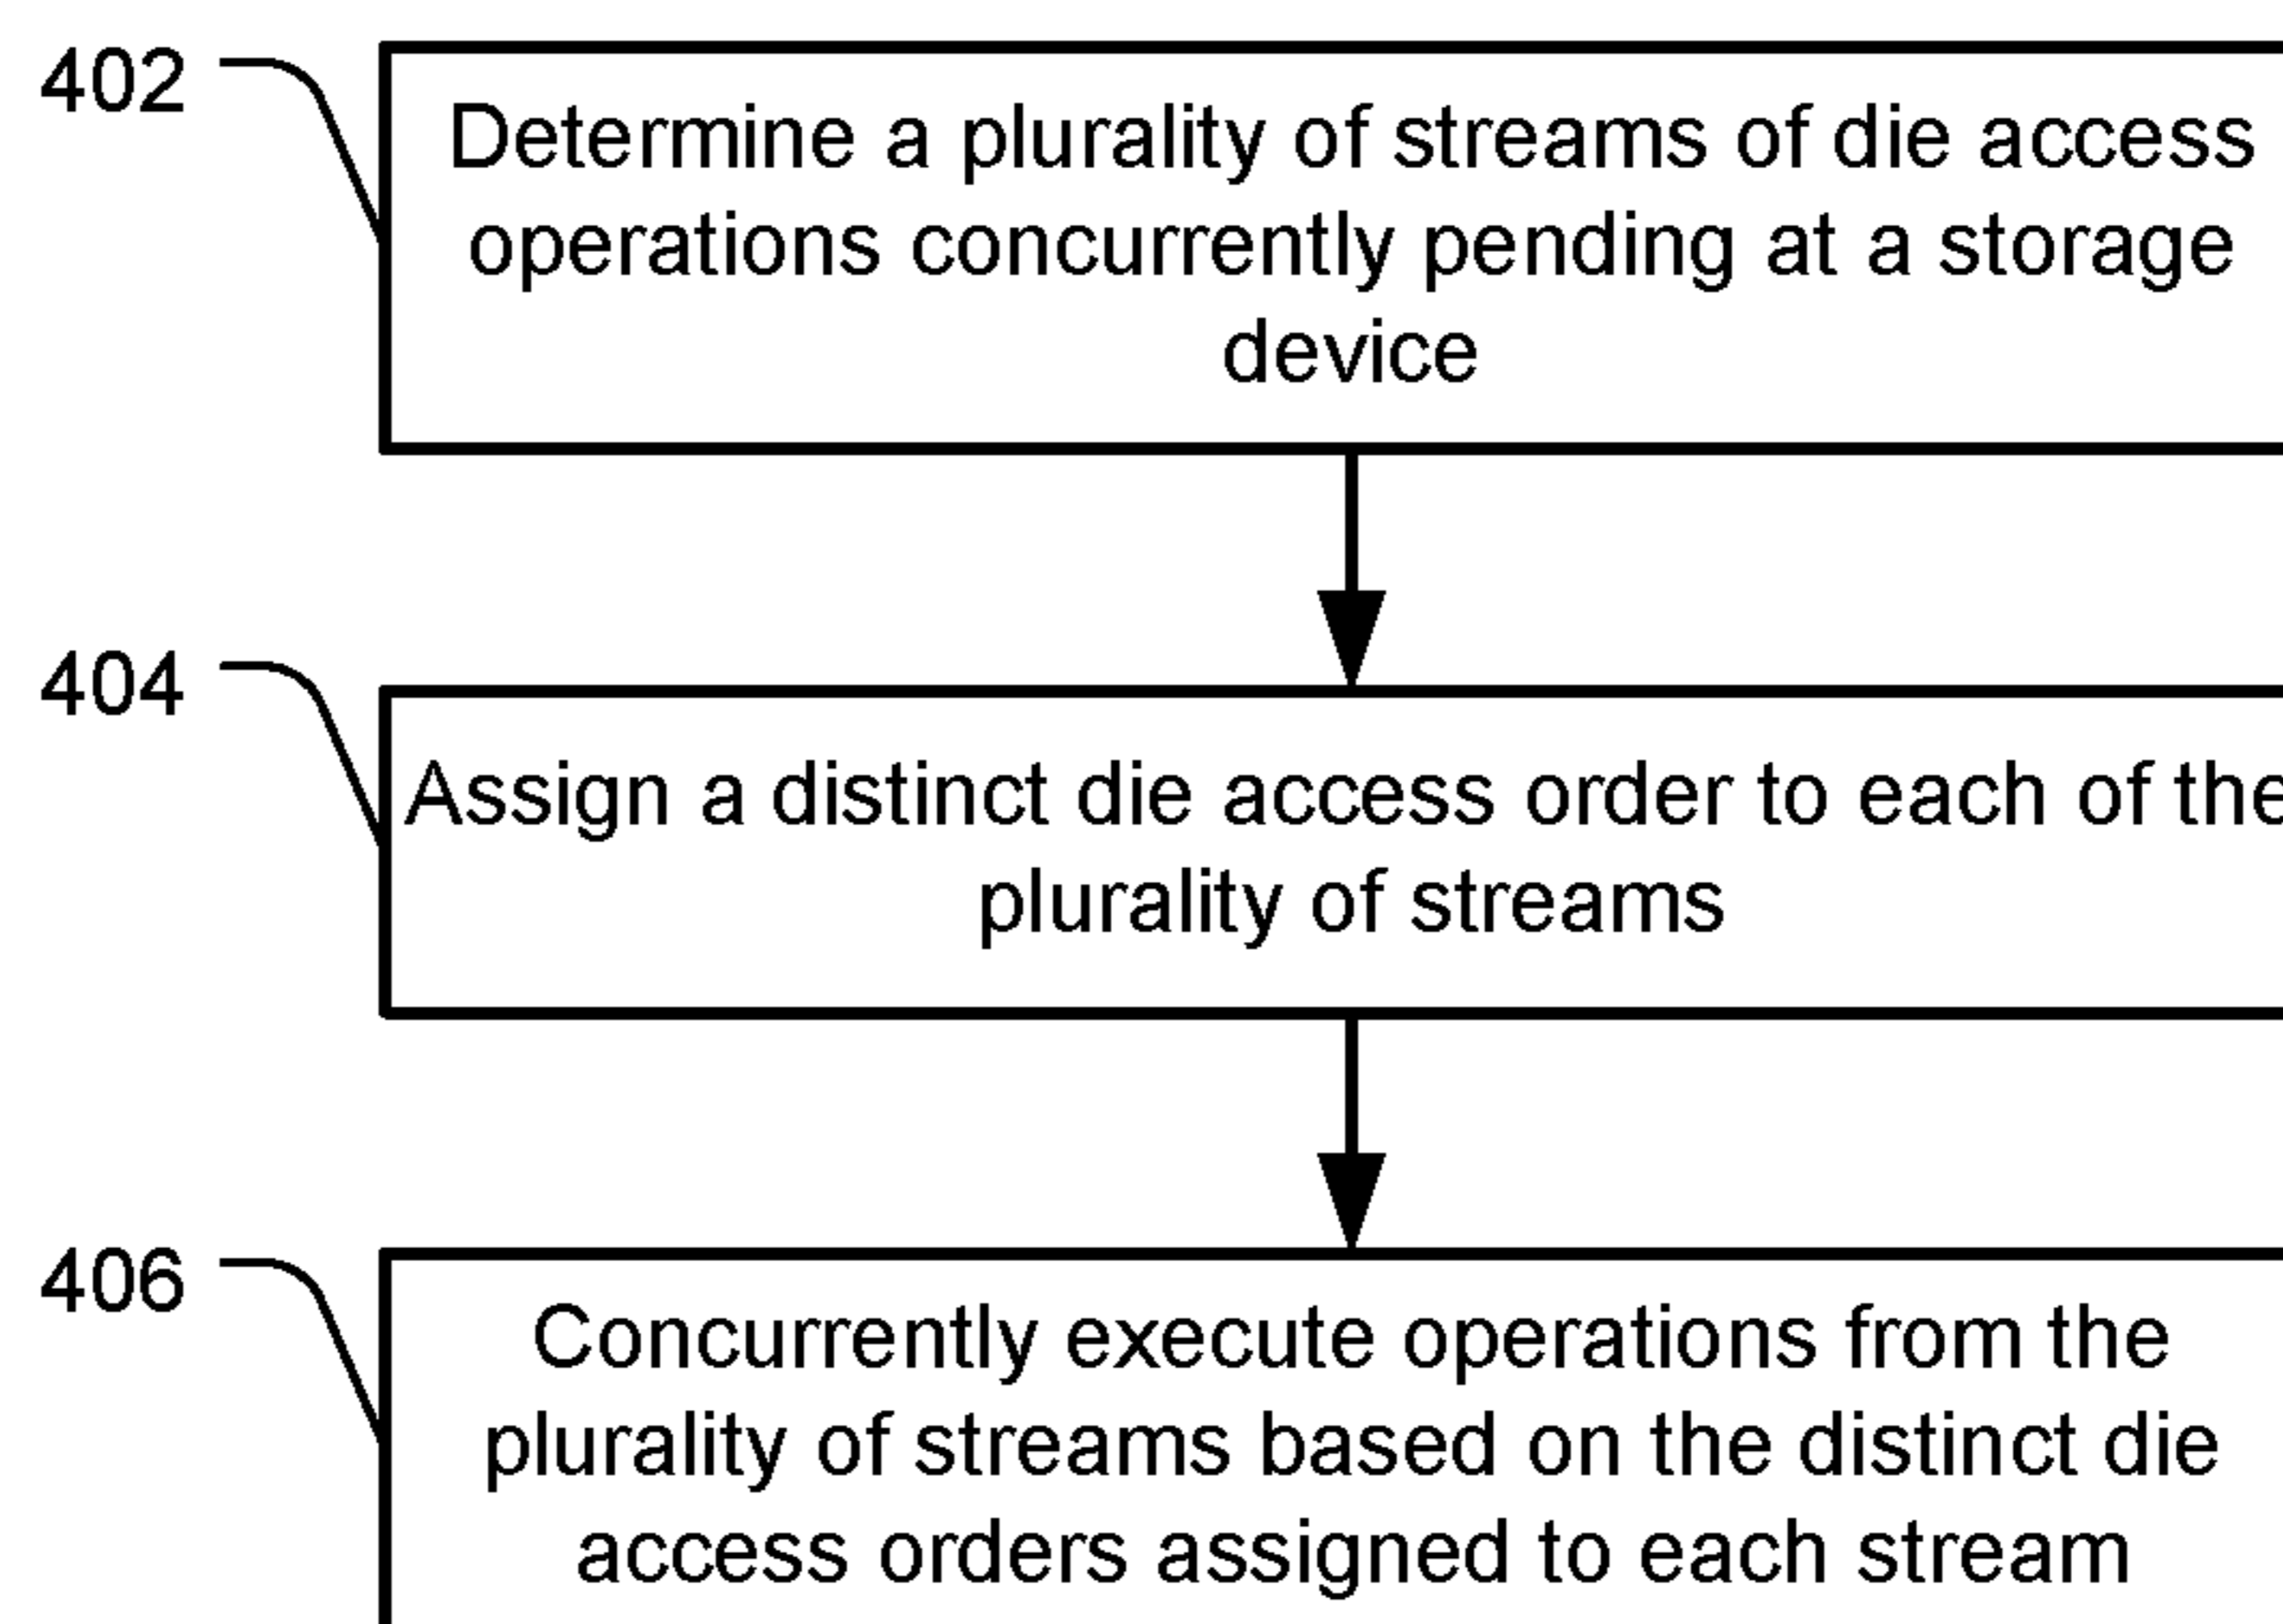 402
Determine a plurality of streams of die access
operations concurrently pending at a storage
device
404
Assign a distinct die access order to each of the
plurality of streams
406
Concurrently execute operations from the
plurality of streams based on the distinct die
access orders assigned to each stream